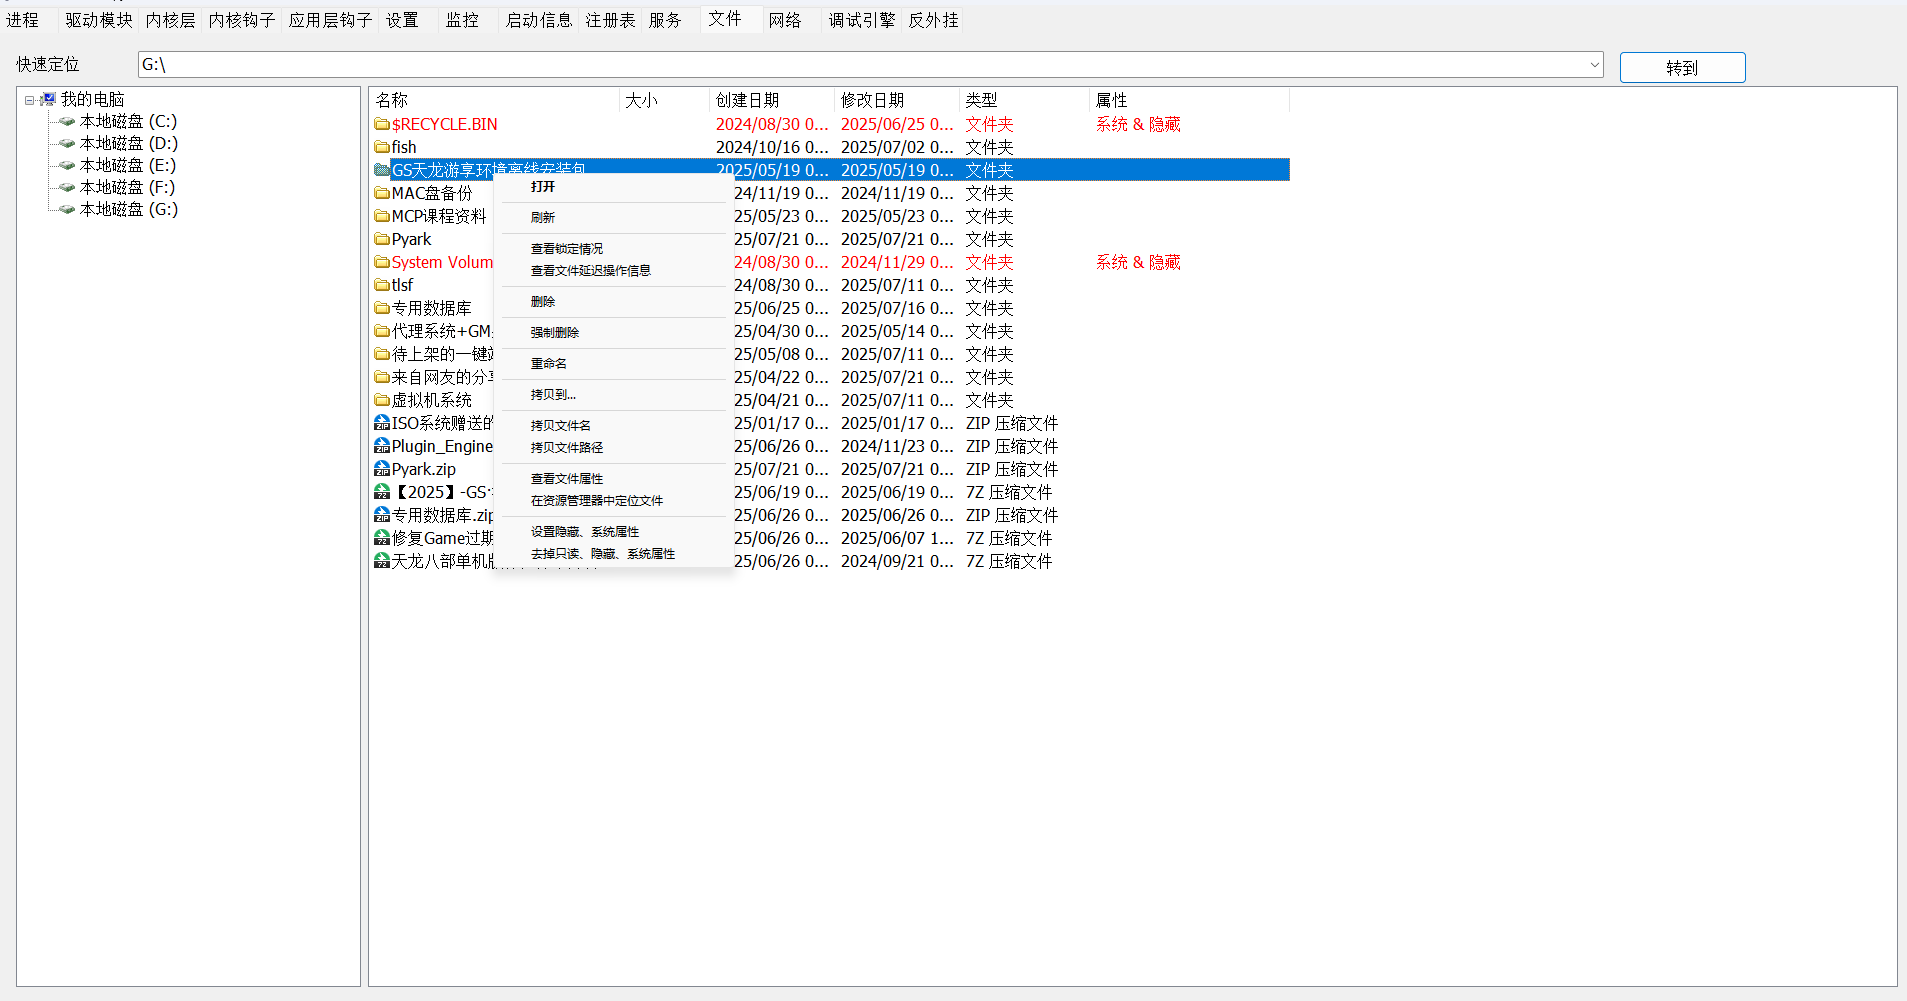 进程 驱动模块 内核层 内核钩子 应用层钩子 设置 监控 启动信息 注册表 服务 文件 网络 调试引擎 反外挂
快速定位 G:\ 转到
我的电脑
本地磁盘 (C:)
本地磁盘 (D:)
本地磁盘 (E:)
本地磁盘 (F:)
本地磁盘 (G:)
名称 大小 创建日期 修改日期 类型 属性
$RECYCLE.BIN 2024/08/30 0... 2025/06/25 0... 文件夹 系统 & 隐藏
fish 2024/10/16 0... 2025/07/02 0... 文件夹
GS天龙游享环境离线安装包 2025/05/19 0... 2025/05/19 0... 文件夹
MAC盘备份 24/11/19 0... 2024/11/19 0... 文件夹
MCP课程资料 25/05/23 0... 2025/05/23 0... 文件夹
Pyark 25/07/21 0... 2025/07/21 0... 文件夹
System Volum 24/08/30 0... 2024/11/29 0... 文件夹 系统 & 隐藏
tlsf 24/08/30 0... 2025/07/11 0... 文件夹
专用数据库 25/06/25 0... 2025/07/16 0... 文件夹
代理系统+GM 25/04/30 0... 2025/05/14 0... 文件夹
待上架的一键 25/05/08 0... 2025/07/11 0... 文件夹
来自网友的分 25/04/22 0... 2025/07/21 0... 文件夹
虚拟机系统 25/04/21 0... 2025/07/11 0... 文件夹
ISO系统赠送的 25/01/17 0... 2025/01/17 0... ZIP 压缩文件
Plugin_Engine 25/06/26 0... 2024/11/23 0... ZIP 压缩文件
Pyark.zip 25/07/21 0... 2025/07/21 0... ZIP 压缩文件
【2025】-GS 25/06/19 0... 2025/06/19 0... 7Z 压缩文件
专用数据库.zip 25/06/26 0... 2025/06/26 0... ZIP 压缩文件
修复Game过期 25/06/26 0... 2025/06/07 1... 7Z 压缩文件
天龙八部单机版 25/06/26 0... 2024/09/21 0... 7Z 压缩文件
打开
刷新
查看锁定情况
查看文件延迟操作信息
删除
强制删除
重命名
拷贝到...
拷贝文件名
拷贝文件路径
查看文件属性
在资源管理器中定位文件
设置隐藏、系统属性
去掉只读、隐藏、系统属性